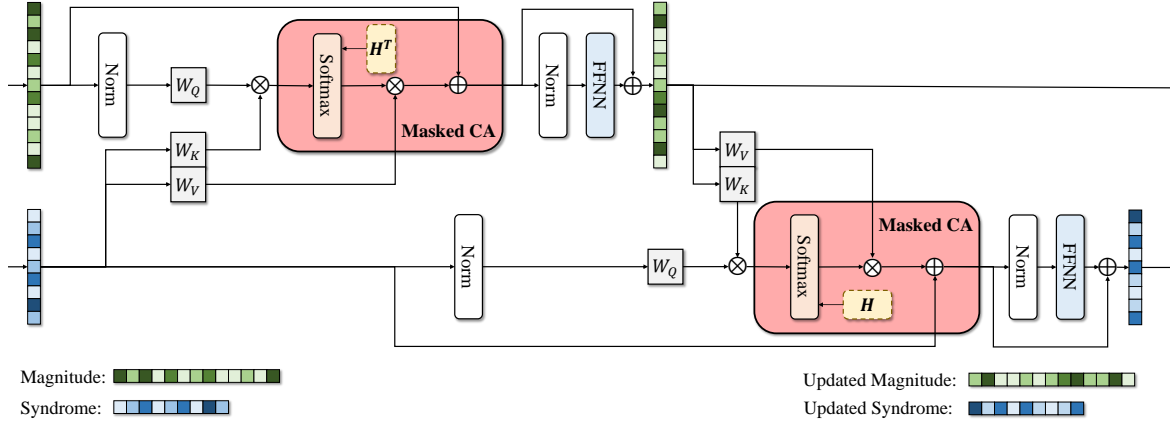 Norm
W_Q
Softmax
H^T
Masked CA
Norm
FFNN
W_K
W_V
W_V
W_K
Norm
W_Q
Softmax
Masked CA
H
Norm
FFNN
Magnitude:
Syndrome:
Updated Magnitude:
Updated Syndrome: